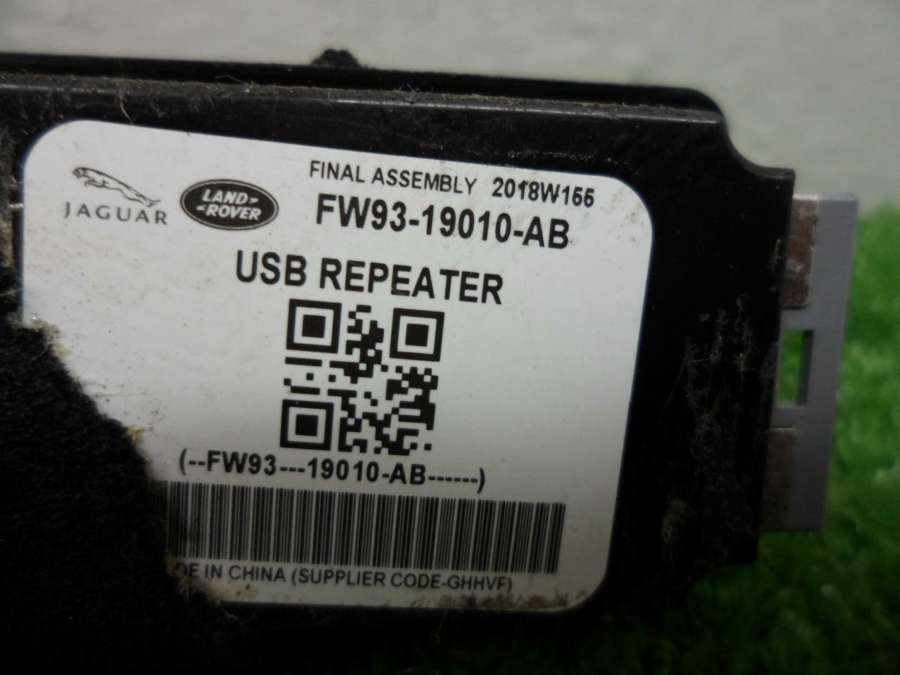 FINAL ASSEMBLY 2018W155
JAGUAR
LAND-
-ROVER
FW93-19010-AB
USB REPEATER
(--FW93---19010-AB------)
DE IN CHINA (SUPPLIER CODE-GHHVF)